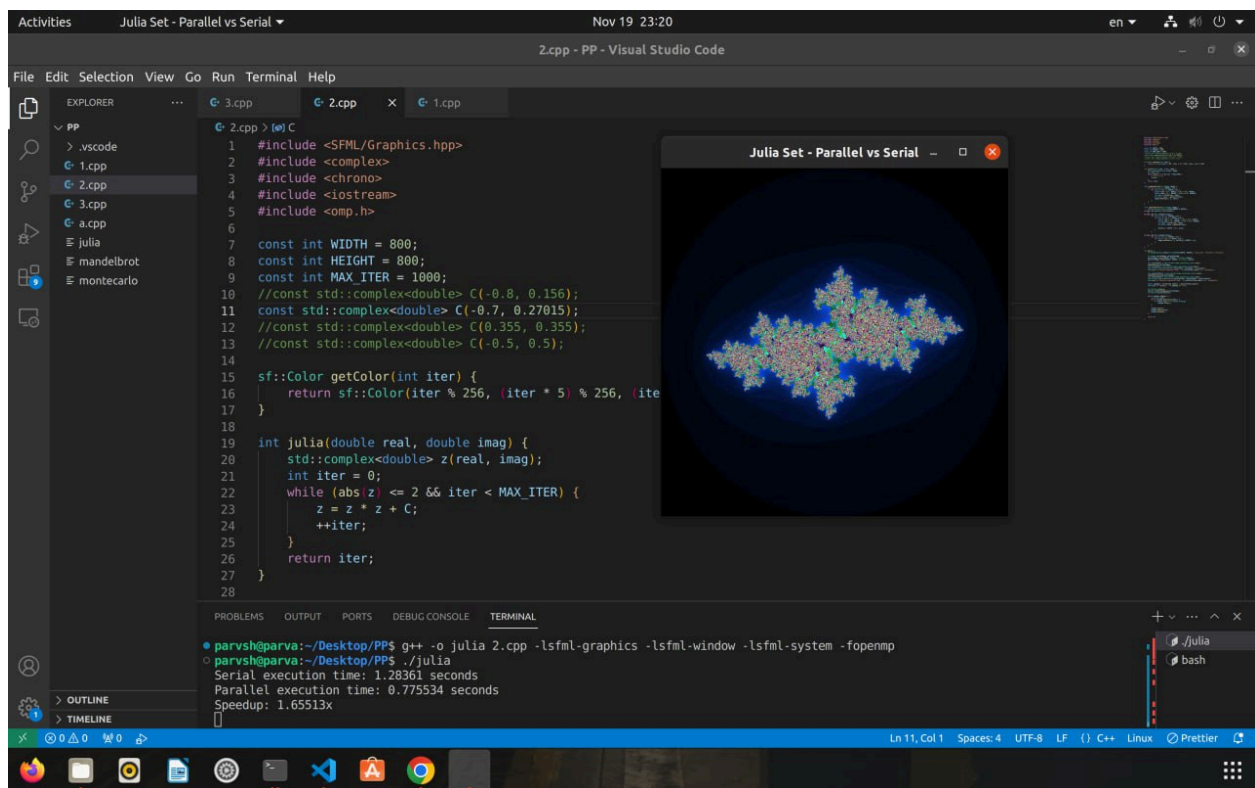 Activities
Julia Set - Parallel vs Serial
Nov 19 23:20
en
2.cpp - PP - Visual Studio Code
File Edit Selection View Go Run Terminal Help
EXPLORER
PP
.vscode
1.cpp
2.cpp
3.cpp
a.cpp
julia
mandelbrot
montecarlo
OUTLINE
TIMELINE
9
1
3.cpp
2.cpp
1.cpp
2.cpp > C
1 #include <SFML/Graphics.hpp>
2 #include <complex>
3 #include <chrono>
4 #include <iostream>
5 #include <omp.h>
6
7 const int WIDTH = 800;
8 const int HEIGHT = 800;
9 const int MAX_ITER = 1000;
10 //const std::complex<double> C(-0.8, 0.156);
11 const std::complex<double> C(-0.7, 0.27015);
12 //const std::complex<double> C(0.355, 0.355);
13 //const std::complex<double> C(-0.5, 0.5);
14
15 sf::Color getColor(int iter) {
16 return sf::Color(iter % 256, (iter * 5) % 256, (ite
17 }
18
19 int julia(double real, double imag) {
20 std::complex<double> z(real, imag);
21 int iter = 0;
22 while (abs(z) <= 2 && iter < MAX_ITER) {
23 z = z * z + C;
24 ++iter;
25 }
26 return iter;
27 }
28
Julia Set - Parallel vs Serial
PROBLEMS OUTPUT PORTS DEBUG CONSOLE TERMINAL
parvsh@parva:~/Desktop/PP$ g++ -o julia 2.cpp -lsfml-graphics -lsfml-window -lsfml-system -fopenmp
parvsh@parva:~/Desktop/PP$ ./julia
Serial execution time: 1.28361 seconds
Parallel execution time: 0.775534 seconds
Speedup: 1.65513x
./julia
bash
0 0 0
Ln 11, Col 1 Spaces: 4 UTF-8 LF {} C++ Linux Prettier